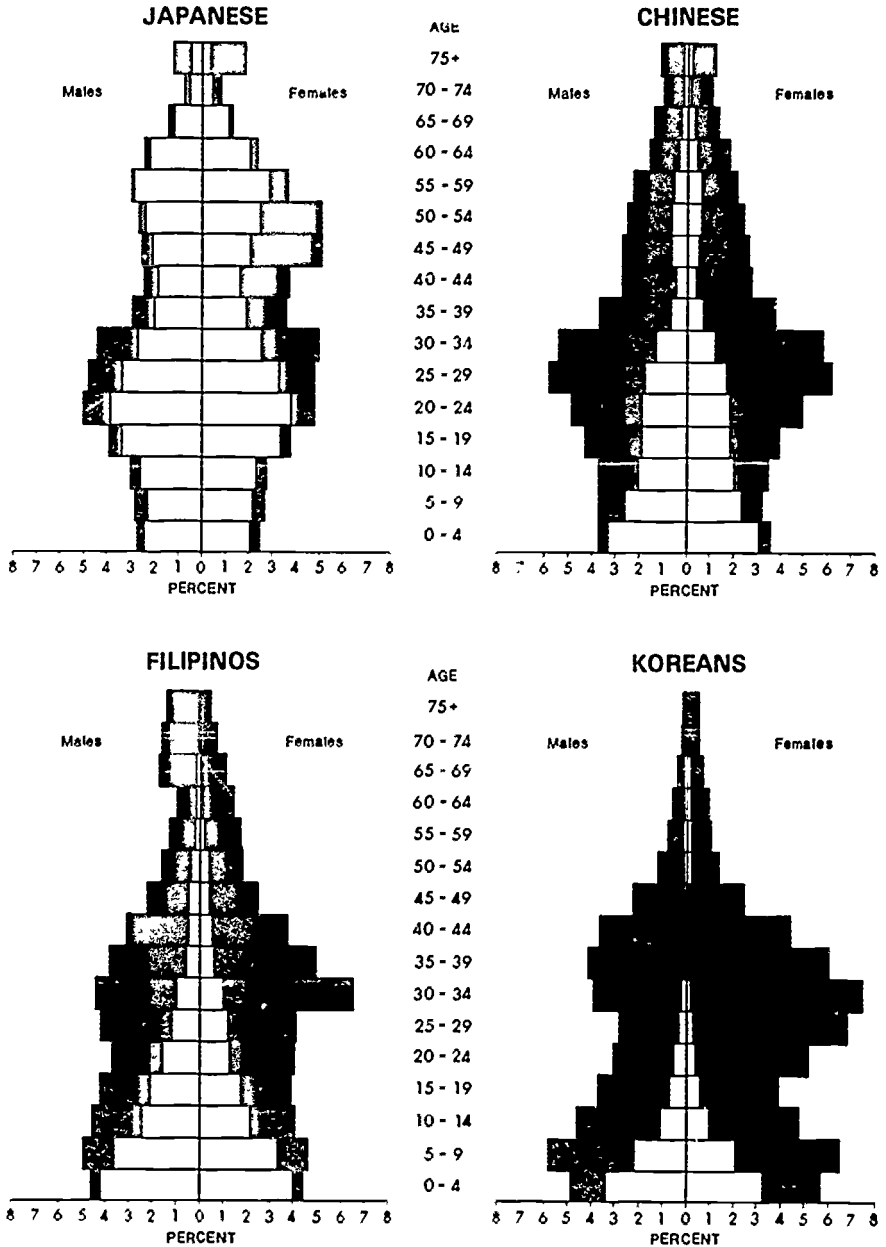 JAPANESE
CHINESE
AGE
Males
Females
Males
Females
75+
70 - 74
65 - 69
60 - 64
55 - 59
50 - 54
45 - 49
40 - 44
35 - 39
30 - 34
25 - 29
20 - 24
15 - 19
10 - 14
5 - 9
0 - 4
8 7 6 5 4 3 2 1 0 1 2 3 4 5 6 7 8
PERCENT
8 7 6 5 4 3 2 1 0 1 2 3 4 5 6 7 8
PERCENT
FILIPINOS
KOREANS
AGE
Males
Females
Males
Females
75+
70 - 74
65 - 69
60 - 64
55 - 59
50 - 54
45 - 49
40 - 44
35 - 39
30 - 34
25 - 29
20 - 24
15 - 19
10 - 14
5 - 9
0 - 4
8 7 6 5 4 3 2 1 0 1 2 3 4 5 6 7 8
PERCENT
8 7 6 5 4 3 2 1 0 1 2 3 4 5 6 7 8
PERCENT